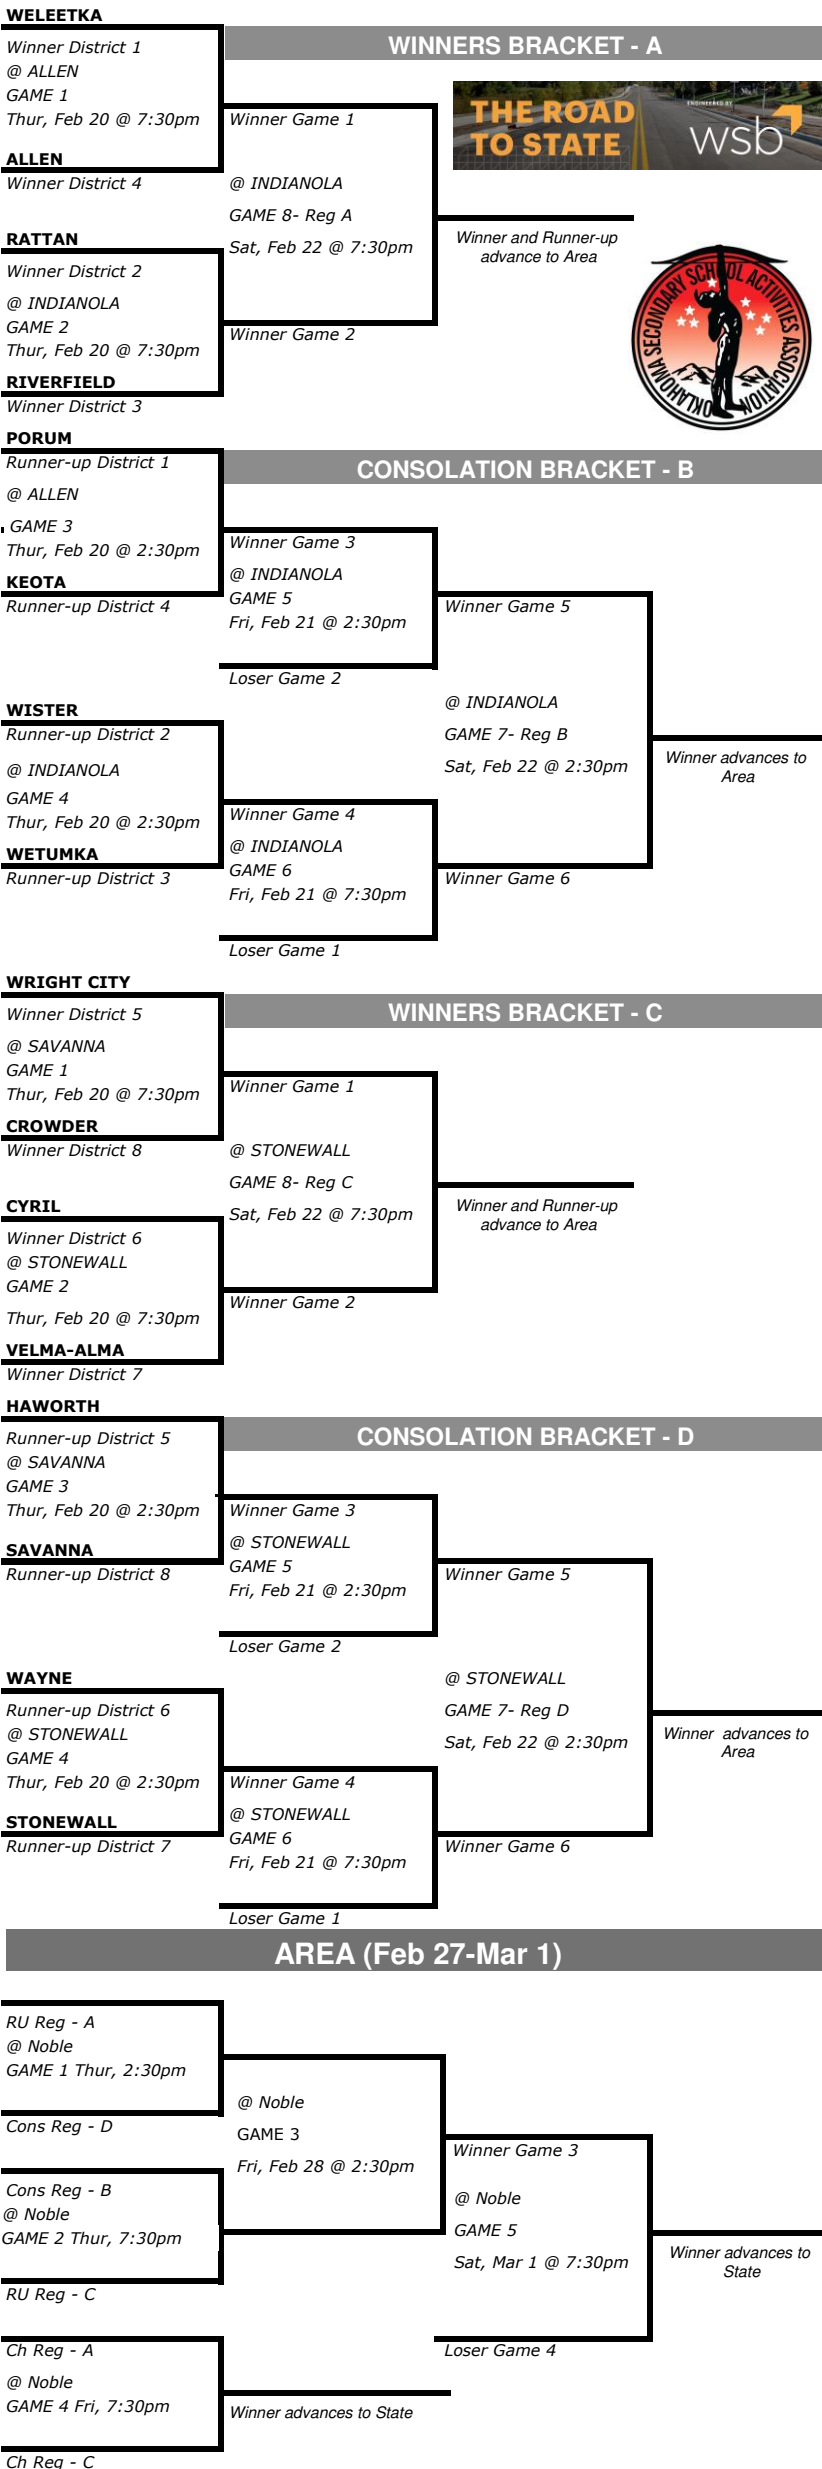 WELEETKA
Winner District 1
@ ALLEN
GAME 1
Thur, Feb 20 @ 7:30pm
ALLEN
Winner District 4
WINNERS BRACKET - A
THE ROAD
TO STATE
ENGINEERED BY
wsb
Winner Game 1
@ INDIANOLA
GAME 8- Reg A
Sat, Feb 22 @ 7:30pm
Winner Game 2
Winner and Runner-up
advance to Area
OKLAHOMA SECONDARY SCHOOL ACTIVITIES ASSOCIATION
RATTAN
Winner District 2
@ INDIANOLA
GAME 2
Thur, Feb 20 @ 7:30pm
RIVERFIELD
Winner District 3
PORUM
Runner-up District 1
@ ALLEN
GAME 3
Thur, Feb 20 @ 2:30pm
KEOTA
Runner-up District 4
CONSOLATION BRACKET - B
Winner Game 3
@ INDIANOLA
GAME 5
Fri, Feb 21 @ 2:30pm
Loser Game 2
Winner Game 5
@ INDIANOLA
GAME 7- Reg B
Sat, Feb 22 @ 2:30pm
Winner Game 6
Winner advances to
Area
WISTER
Runner-up District 2
@ INDIANOLA
GAME 4
Thur, Feb 20 @ 2:30pm
WETUMKA
Runner-up District 3
Winner Game 4
@ INDIANOLA
GAME 6
Fri, Feb 21 @ 7:30pm
Loser Game 1
WRIGHT CITY
Winner District 5
@ SAVANNA
GAME 1
Thur, Feb 20 @ 7:30pm
CROWDER
Winner District 8
WINNERS BRACKET - C
Winner Game 1
@ STONEWALL
GAME 8- Reg C
Sat, Feb 22 @ 7:30pm
Winner Game 2
Winner and Runner-up
advance to Area
CYRIL
Winner District 6
@ STONEWALL
GAME 2
Thur, Feb 20 @ 7:30pm
VELMA-ALMA
Winner District 7
HAWORTH
Runner-up District 5
@ SAVANNA
GAME 3
Thur, Feb 20 @ 2:30pm
SAVANNA
Runner-up District 8
CONSOLATION BRACKET - D
Winner Game 3
@ STONEWALL
GAME 5
Fri, Feb 21 @ 2:30pm
Loser Game 2
Winner Game 5
@ STONEWALL
GAME 7- Reg D
Sat, Feb 22 @ 2:30pm
Winner Game 6
Winner advances to
Area
WAYNE
Runner-up District 6
@ STONEWALL
GAME 4
Thur, Feb 20 @ 2:30pm
STONEWALL
Runner-up District 7
Winner Game 4
@ STONEWALL
GAME 6
Fri, Feb 21 @ 7:30pm
Loser Game 1
AREA (Feb 27-Mar 1)
RU Reg - A
@ Noble
GAME 1 Thur, 2:30pm
Cons Reg - D
Cons Reg - B
@ Noble
GAME 2 Thur, 7:30pm
RU Reg - C
@ Noble
GAME 3
Fri, Feb 28 @ 2:30pm
Winner Game 3
@ Noble
GAME 5
Sat, Mar 1 @ 7:30pm
Loser Game 4
Winner advances to
State
Ch Reg - A
@ Noble
GAME 4 Fri, 7:30pm
Ch Reg - C
Winner advances to State